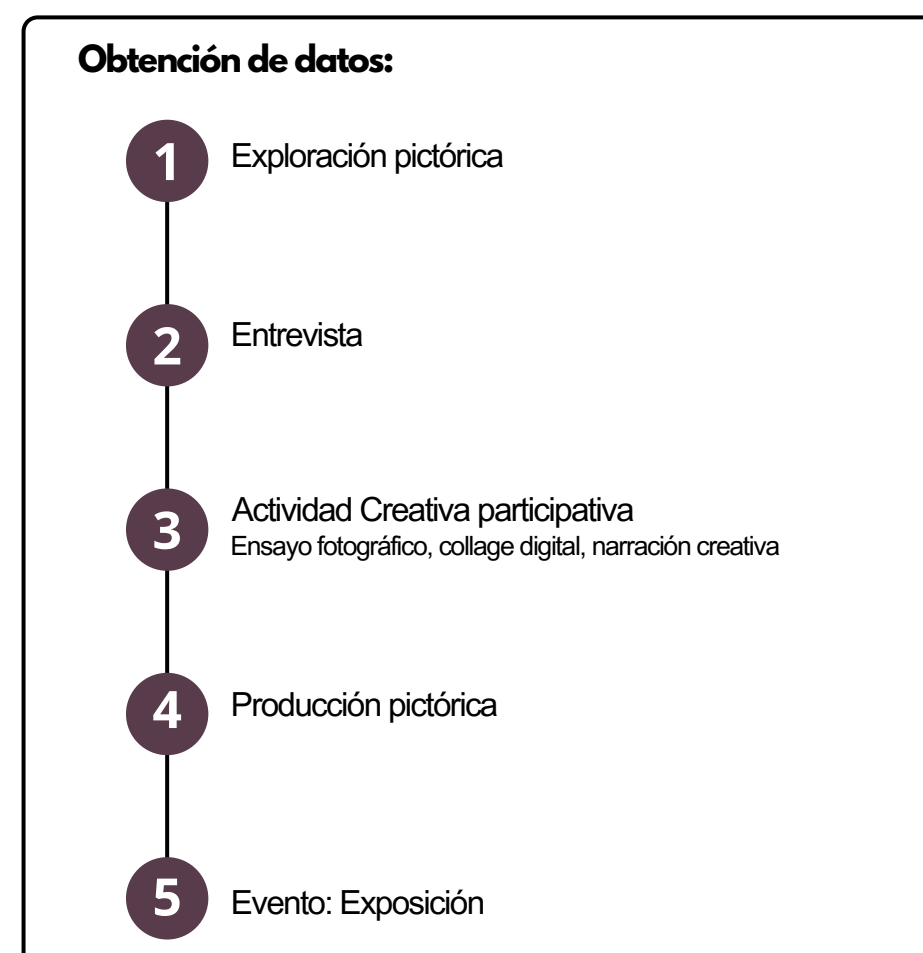 Obtención de datos:
1
Exploración pictórica
2
Entrevista
3
Actividad Creativa participativa
Ensayo fotográfico, collage digital, narración creativa
4
Producción pictórica
5
Evento: Exposición